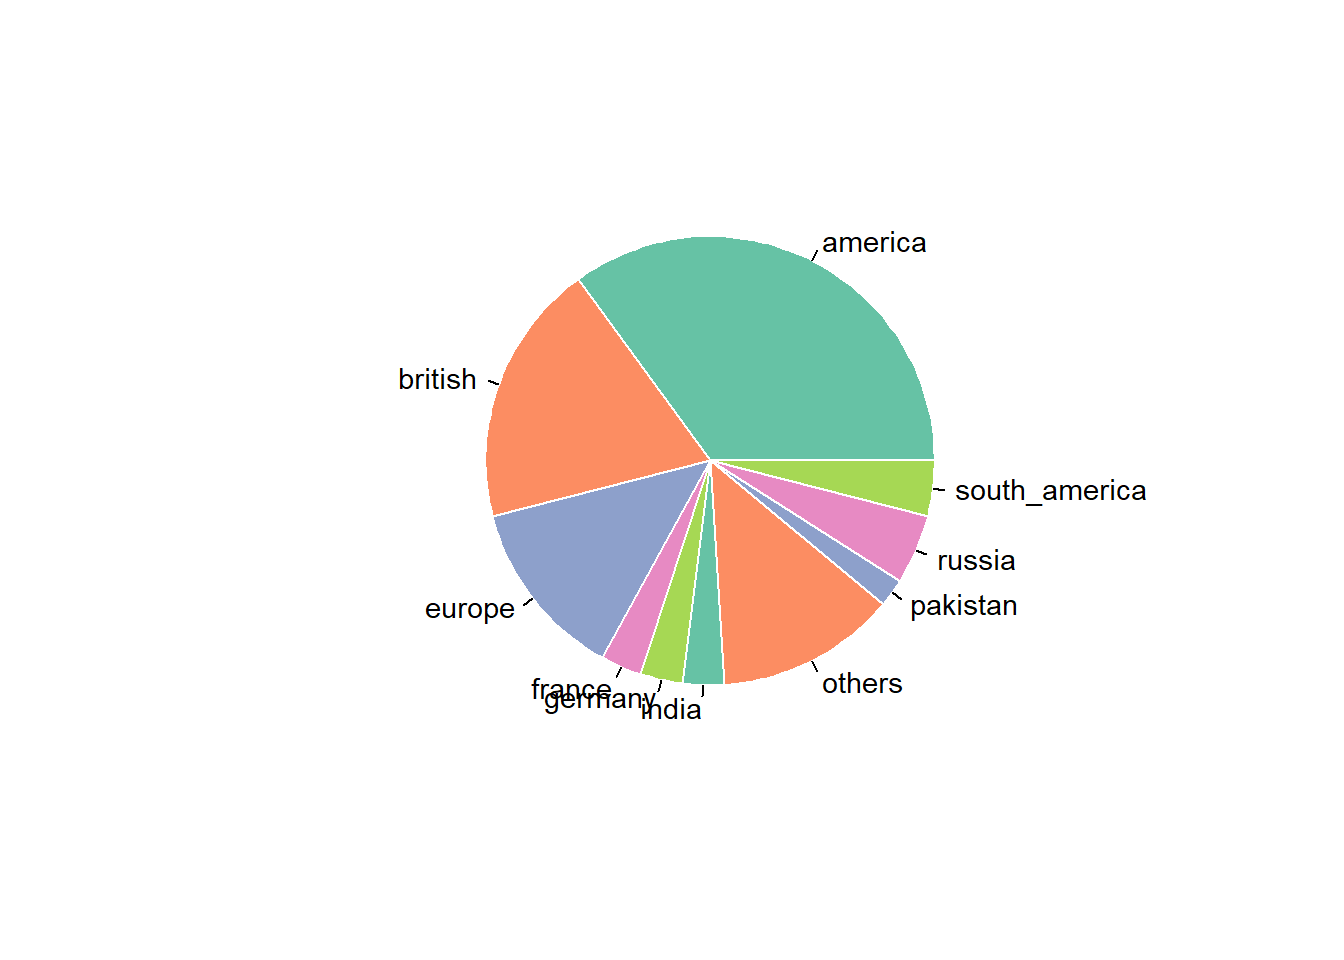 america
british
europe
france
germany
india
others
pakistan
russia
south_america